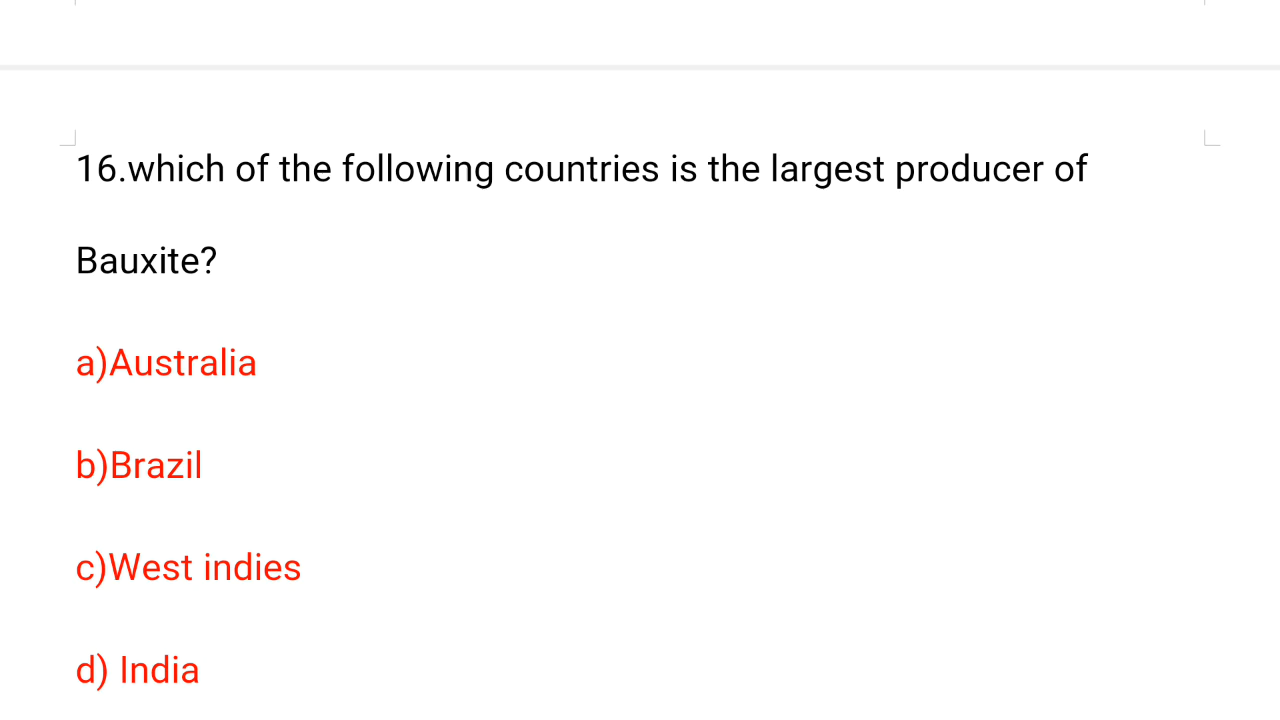 16.which of the following countries is the largest producer of
Bauxite?
a)Australia
b)Brazil
c)West indies
d) India